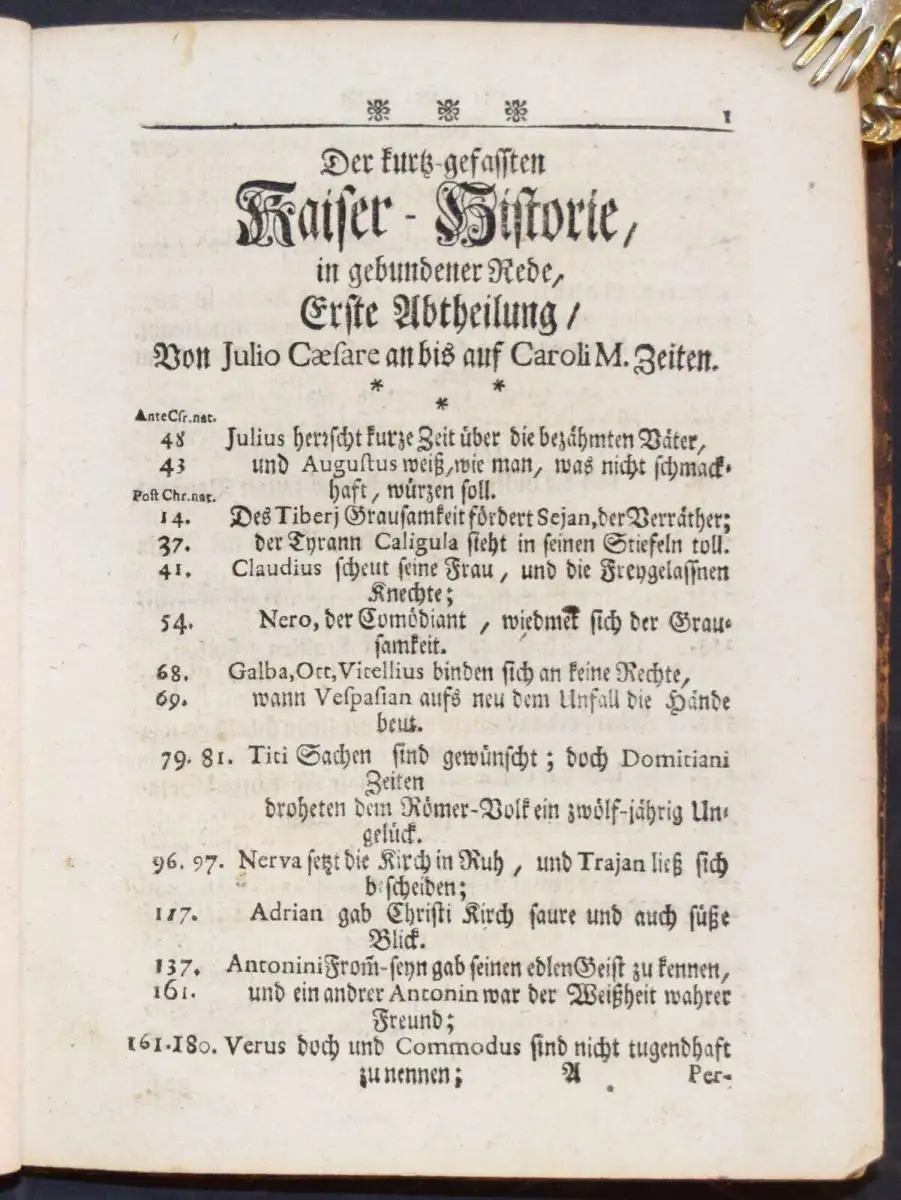 1
Der kurtz-gefassten
Kaiser-Historie,
in gebundener Rede,
Erste Abtheilung /
Von Julio Cæsare an bis auf Caroli M. Zeiten.
* *
*
Ante Csr. nat.
48 Julius herrscht kurze Zeit über die bezähmten Väter,
43 und Augustus weiß, wie man, was nicht schmack-
haft, würzen soll.
Post Chr. nat.
14. Des Tiberj Grausamkeit fördert Sejan, der Verräther;
37. der Tyrann Caligula steht in seinen Stiefeln toll.
41. Claudius scheut seine Frau, und die Freygelassnen
Knechte;
54. Nero, der Comödiant, wiedmet sich der Grau-
samkeit.
68. Galba, Ott, Vitellius binden sich an keine Rechte,
69. wann Vespasian aufs neu dem Unfall die Hände
beut.
79. 81. Titi Sachen sind gewünscht; doch Domitiani
Zeiten
droheten dem Römer-Volk ein zwölf-jährig Un-
gelück.
96. 97. Nerva setzt die Kirch in Ruh, und Trajan ließ sich
bescheiden;
117. Adrian gab Christi Kirch saure und auch süße
Blick.
137. Antonini From̃-seyn gab seinen edlen Geist zu kennen,
161. und ein andrer Antonin war der Weißheit wahrer
Freund;
161.180. Verus doch und Commodus sind nicht tugendhaft
zu nennen; A Per-